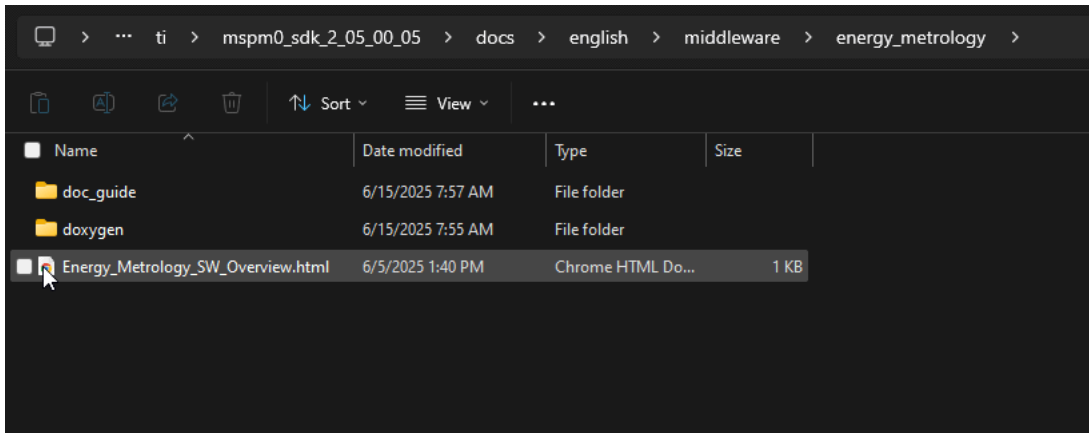 … ti > mspm0_sdk_2_05_00_05 > docs > english > middleware > energy_metrology >
Sort View …
Name Date modified Type Size
doc_guide 6/15/2025 7:57 AM File folder
doxygen 6/15/2025 7:55 AM File folder
Energy_Metrology_SW_Overview.html 6/5/2025 1:40 PM Chrome HTML Do... 1 KB